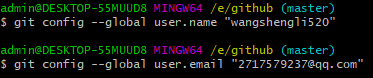 admin@DESKTOP-55MUUD8 MINGW64 /e/github (master)
$ git config --global user.name "wangshengli520"
admin@DESKTOP-55MUUD8 MINGW64 /e/github (master)
$ git config --global user.email "2717579237@qq.com"